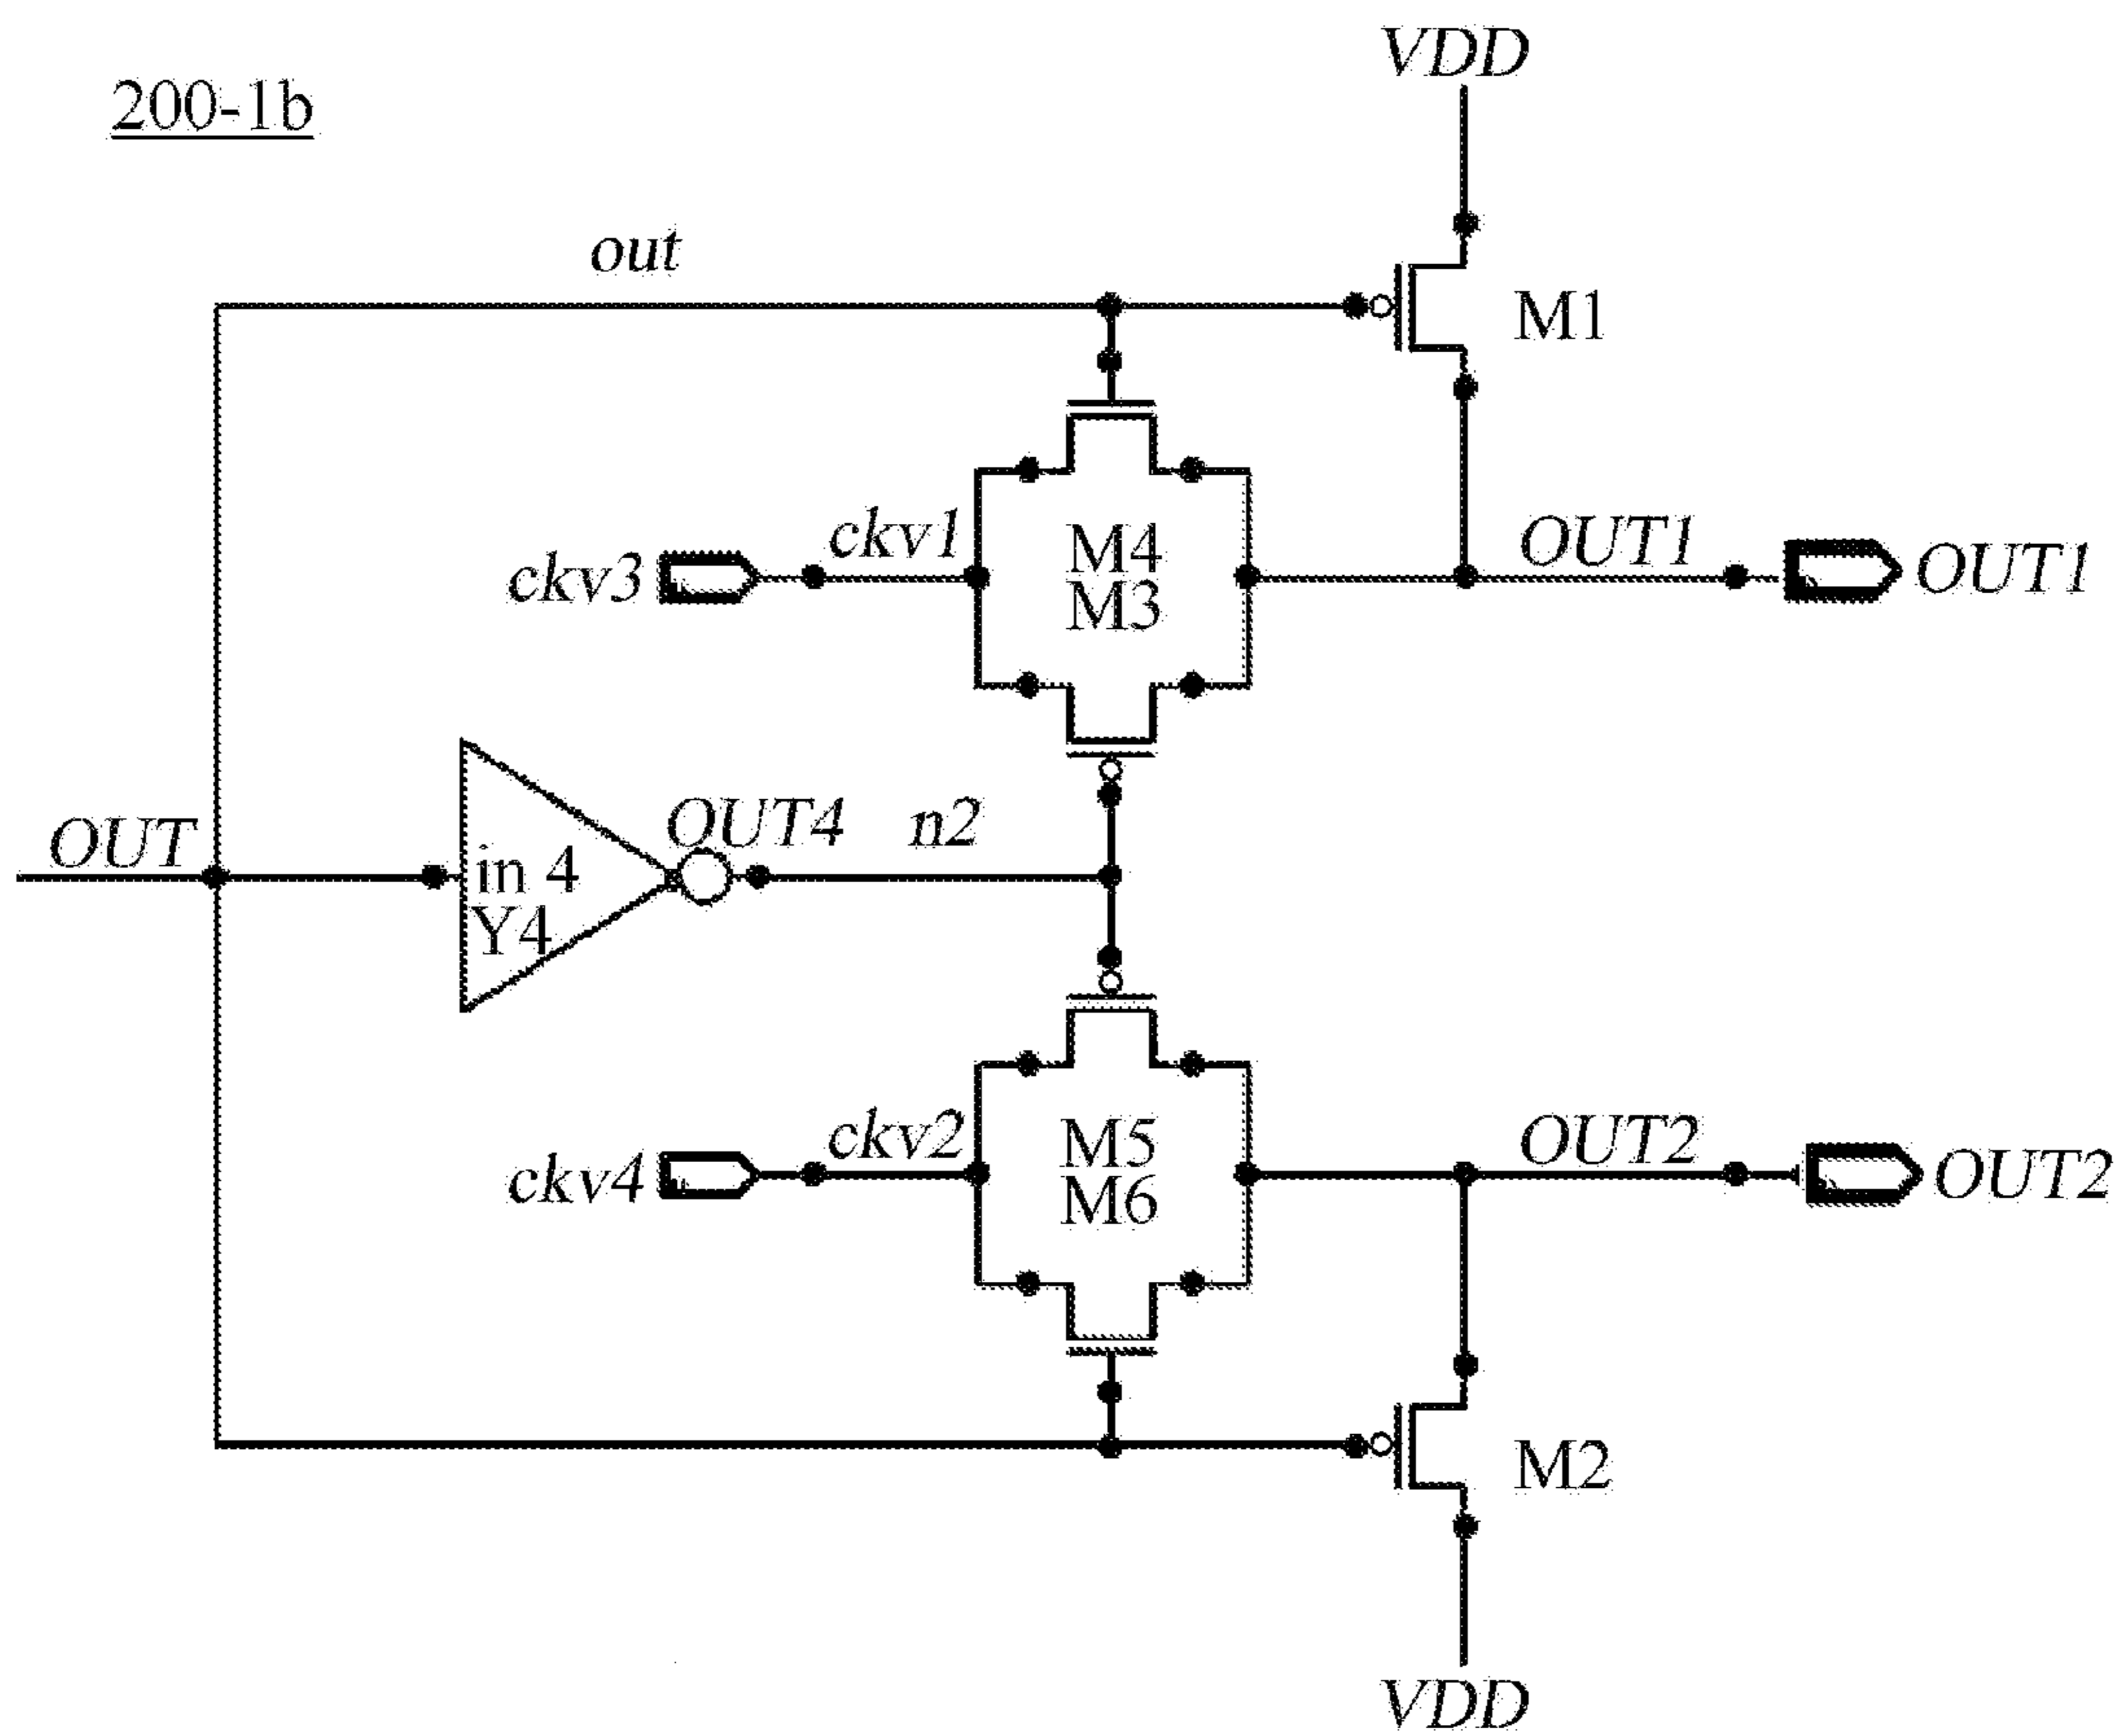 VDD
200-1b
out
M1
ckv1
OUT1
M4
ckv3
OUT1
M3
OUT
OUT4
n2
in 4
Y4
ckv2
M5
OUT2
ckv4
M6
OUT2
M2
VDD